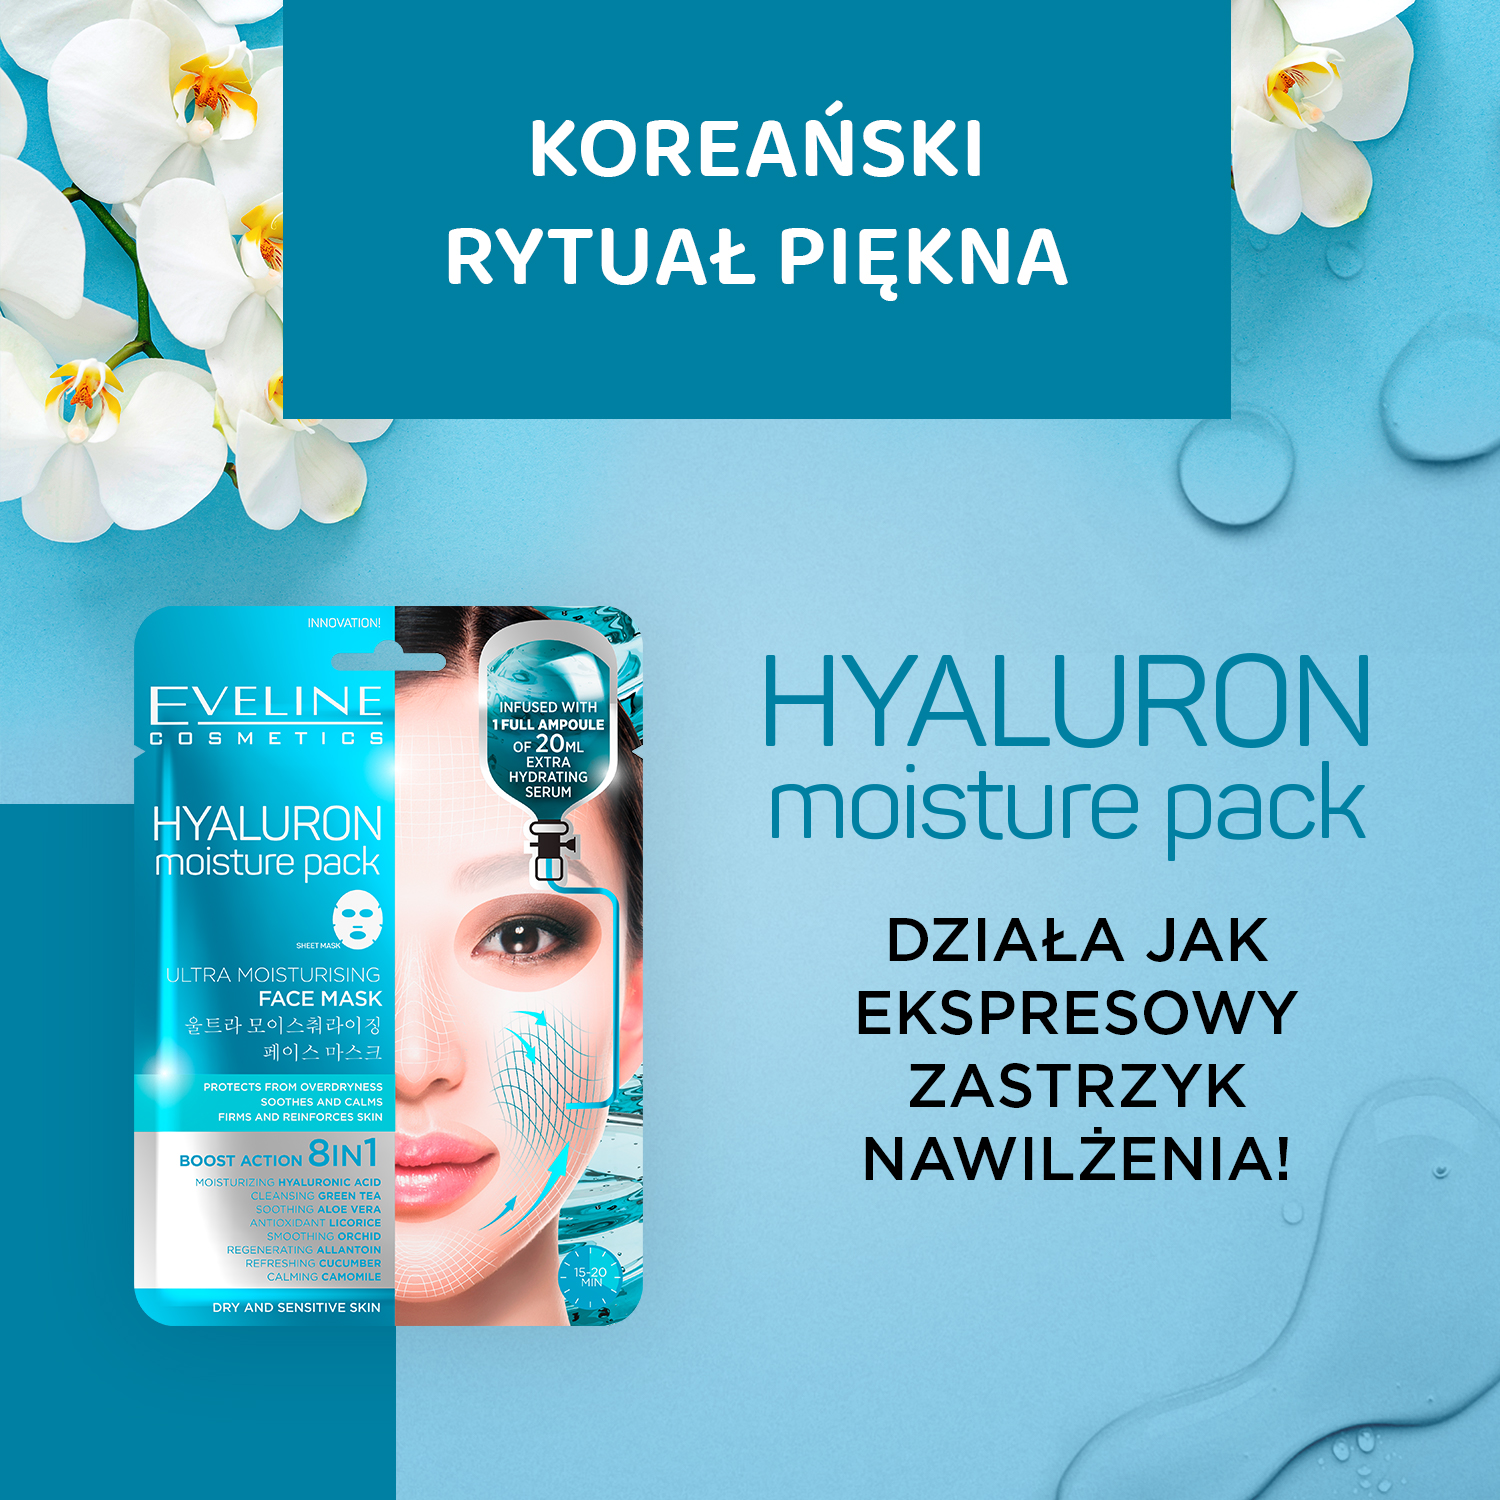 KOREAŃSKI
RYTUAŁ PIĘKNA
INNOVATION!
EVELINE
COSMETICS
HYALURON
moisture pack
SHEET MASK
ULTRA MOISTURISING
FACE MASK
울트라 모이스춰라이징
페이스 마스크
PROTECTS FROM OVERDRYNESS
SOOTHES AND CALMS
FIRMS AND REINFORCES SKIN
BOOST ACTION 8IN1
MOISTURIZING HYALURONIC ACID
CLEANSING GREEN TEA
SOOTHING ALOE VERA
ANTIOXIDANT LICORICE
SMOOTHING ORCHID
REGENERATING ALLANTOIN
REFRESHING CUCUMBER
CALMING CAMOMILE
DRY AND SENSITIVE SKIN
INFUSED WITH
1 FULL AMPOULE
OF 20ML
EXTRA
HYDRATING
SERUM
15-20
MIN
HYALURON
moisture pack
DZIAŁA JAK
EKSPRESOWY
ZASTRZYK
NAWILŻENIA!